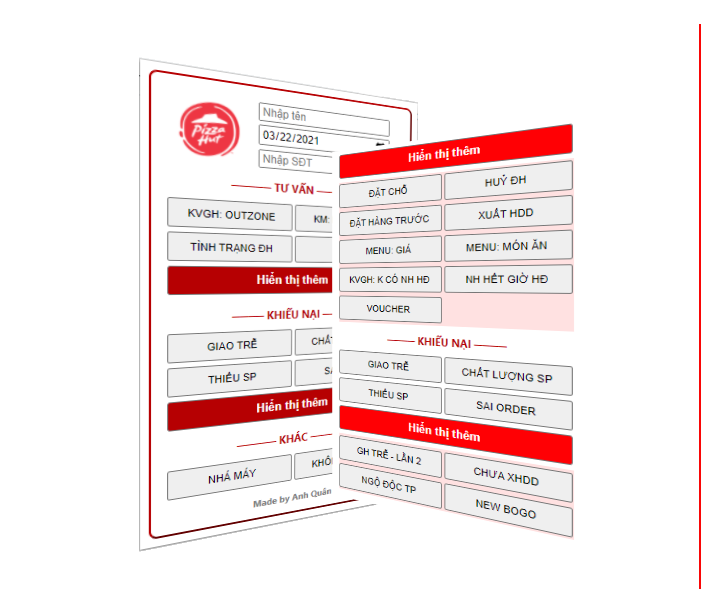 Pizza
Hut
Nhập tên
03/22/2021
Nhập SĐT
TƯ VẤN
KVGH: OUTZONE
KM:
TÌNH TRẠNG ĐH
Hiển thị thêm
KHIẾU NẠI
GIAO TRỄ
CHẤT
THIẾU SP
Hiển thị thêm
KHÁC
NHÁ MÁY
Made by Anh Quân
Hiển thị thêm
ĐẶT CHỖ
HUỶ ĐH
ĐẶT HÀNG TRƯỚC
XUẤT HDD
MENU: GIÁ
MENU: MÓN ĂN
KVGH: K CÓ NH HĐ
NH HẾT GIỜ HĐ
VOUCHER
KHIẾU NẠI
GIAO TRỄ
CHẤT LƯỢNG SP
THIẾU SP
SAI ORDER
Hiển thị thêm
GH TRỄ - LẦN 2
CHƯA XHDD
NGỘ ĐỘC TP
NEW BOGO